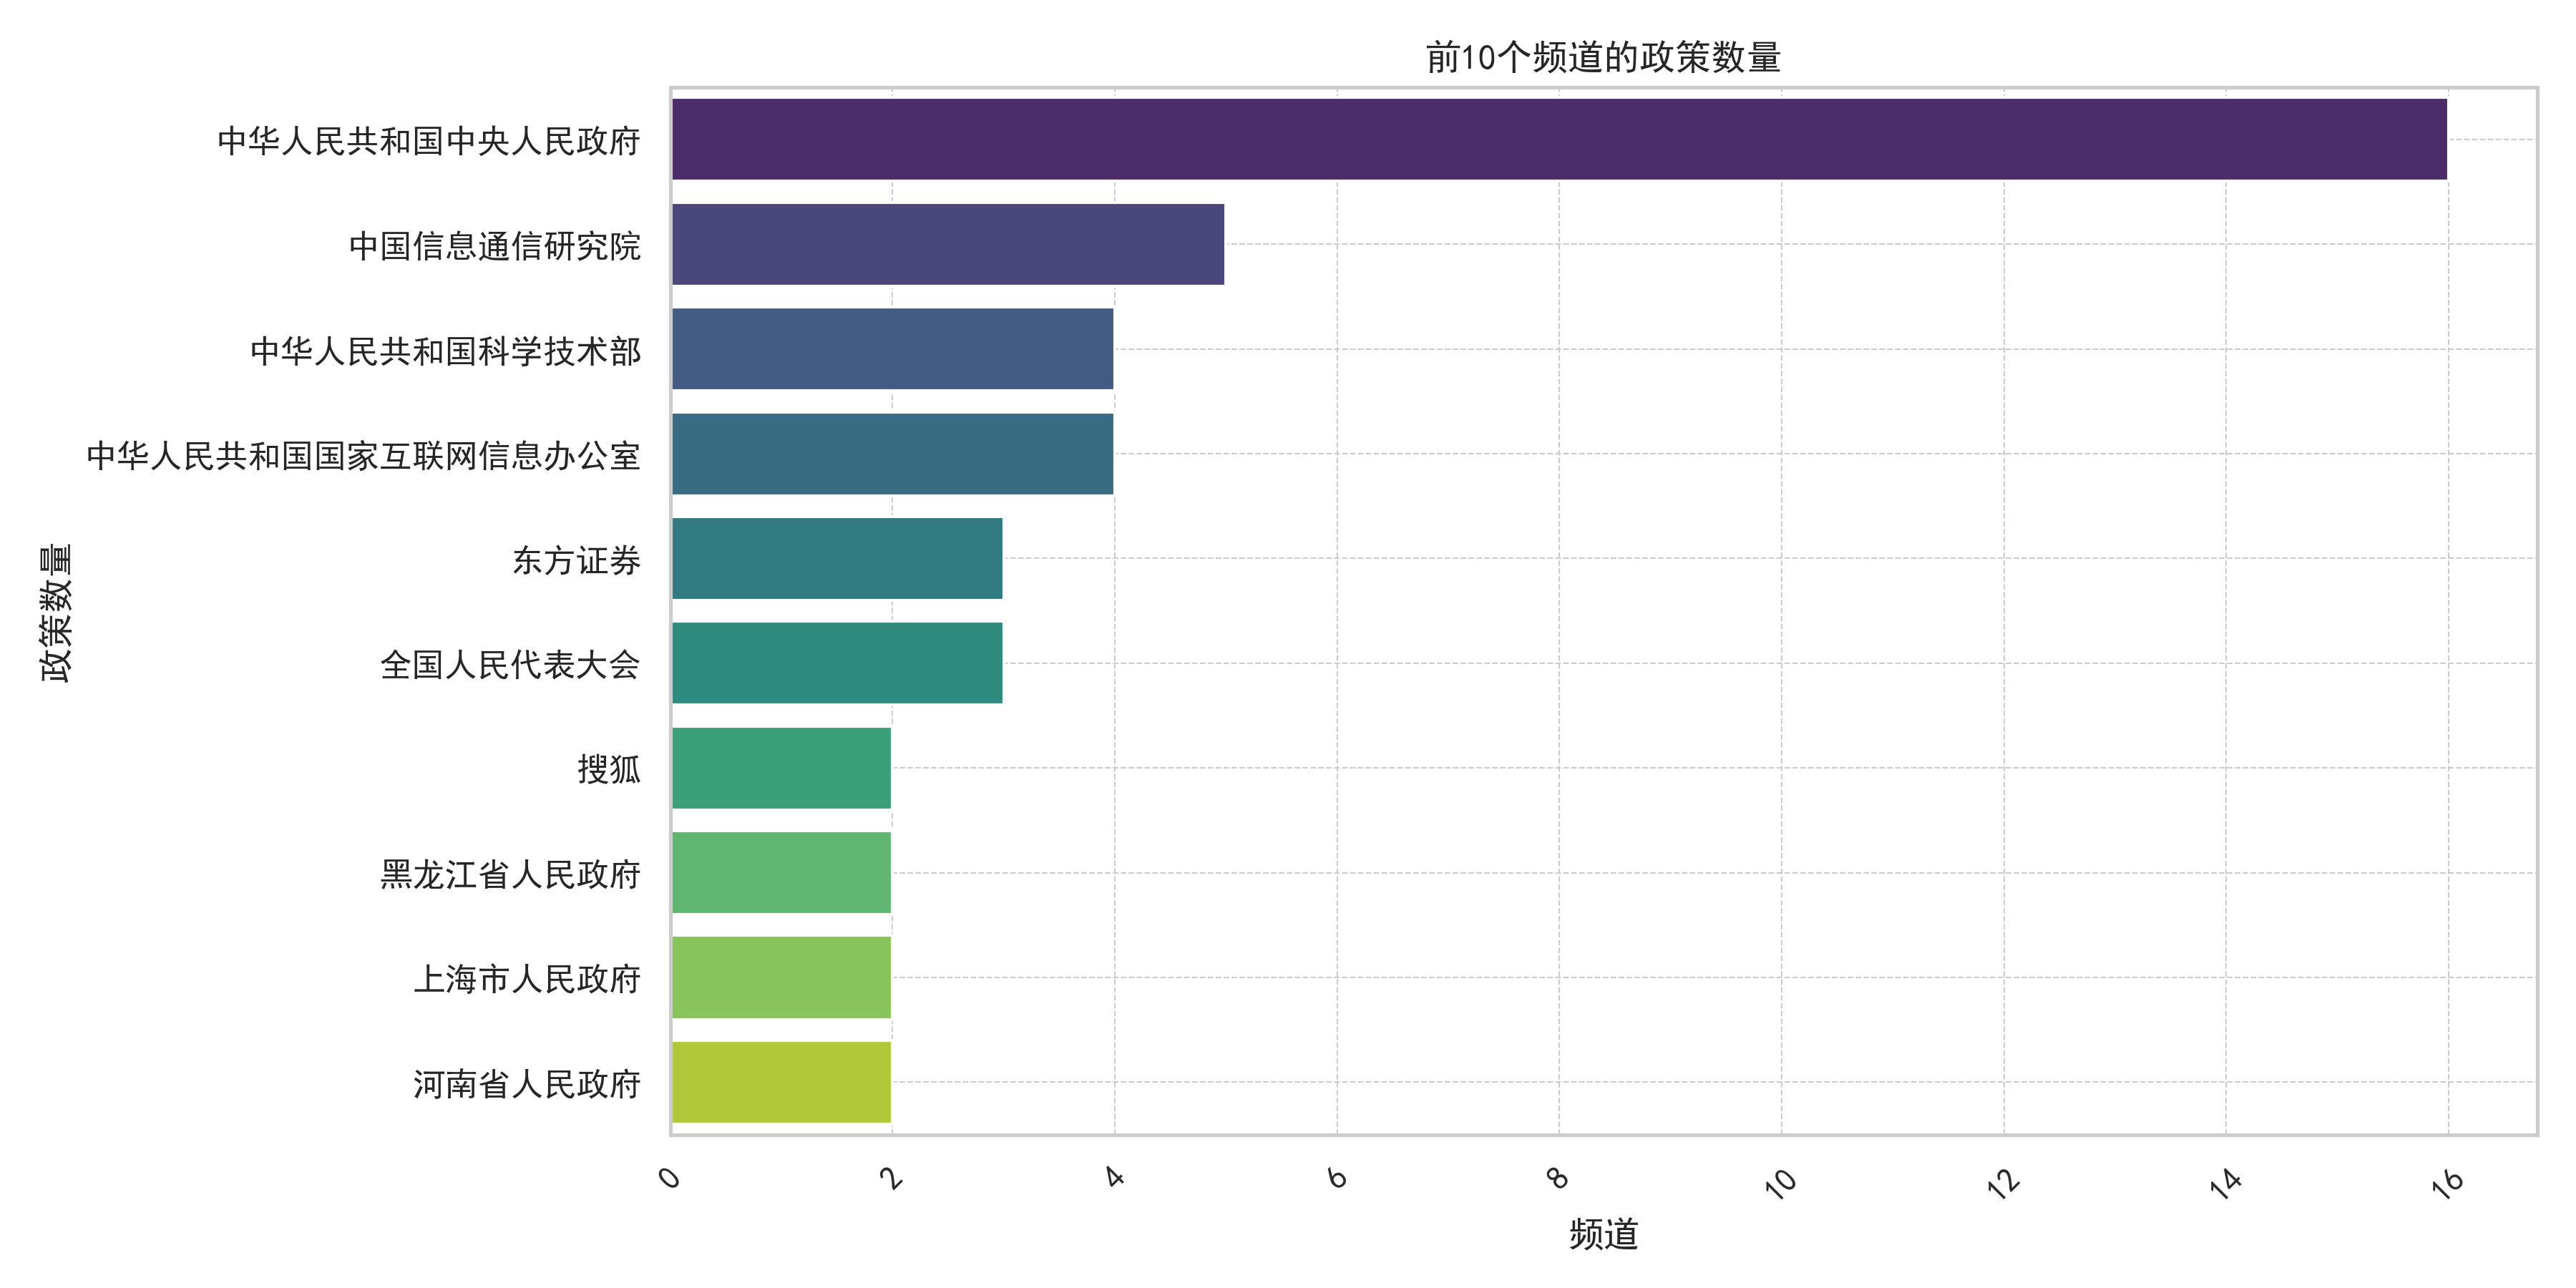 前10个频道的政策数量
中华人民共和国中央人民政府
中国信息通信研究院
中华人民共和国科学技术部
中华人民共和国国家互联网信息办公室
东方证券
全国人民代表大会
搜狐
黑龙江省人民政府
上海市人民政府
河南省人民政府
政策数量
0 2 4 6 8 10 12 14 16
频道